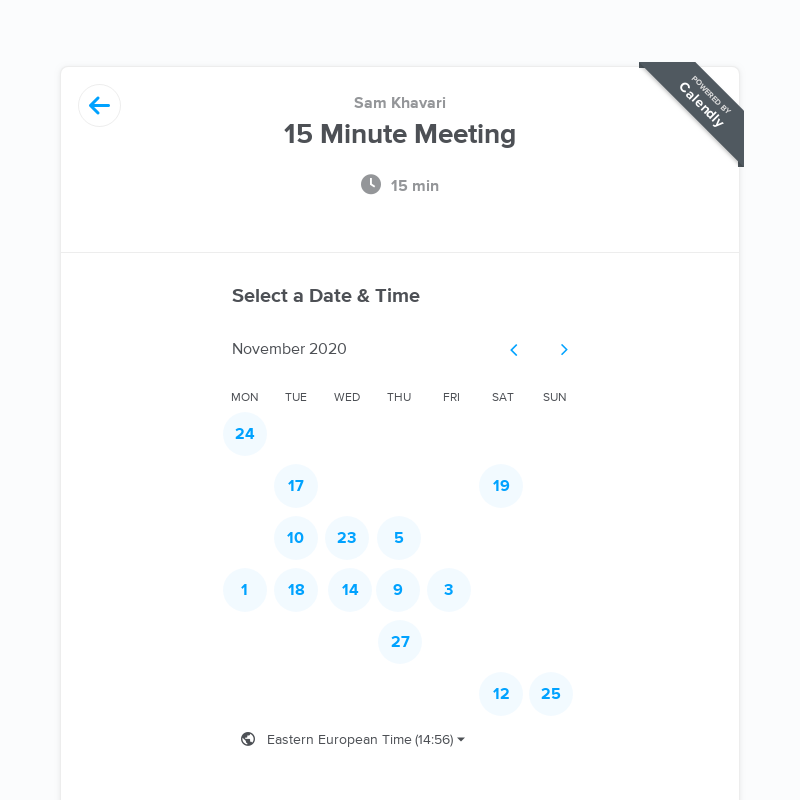 POWERED BY
Calendly
Sam Khavari
15 Minute Meeting
15 min
Select a Date & Time
November 2020
MON TUE WED THU FRI SAT SUN
24
17 19
10 23 5
1 18 14 9 3
27
12 25
Eastern European Time (14:56)